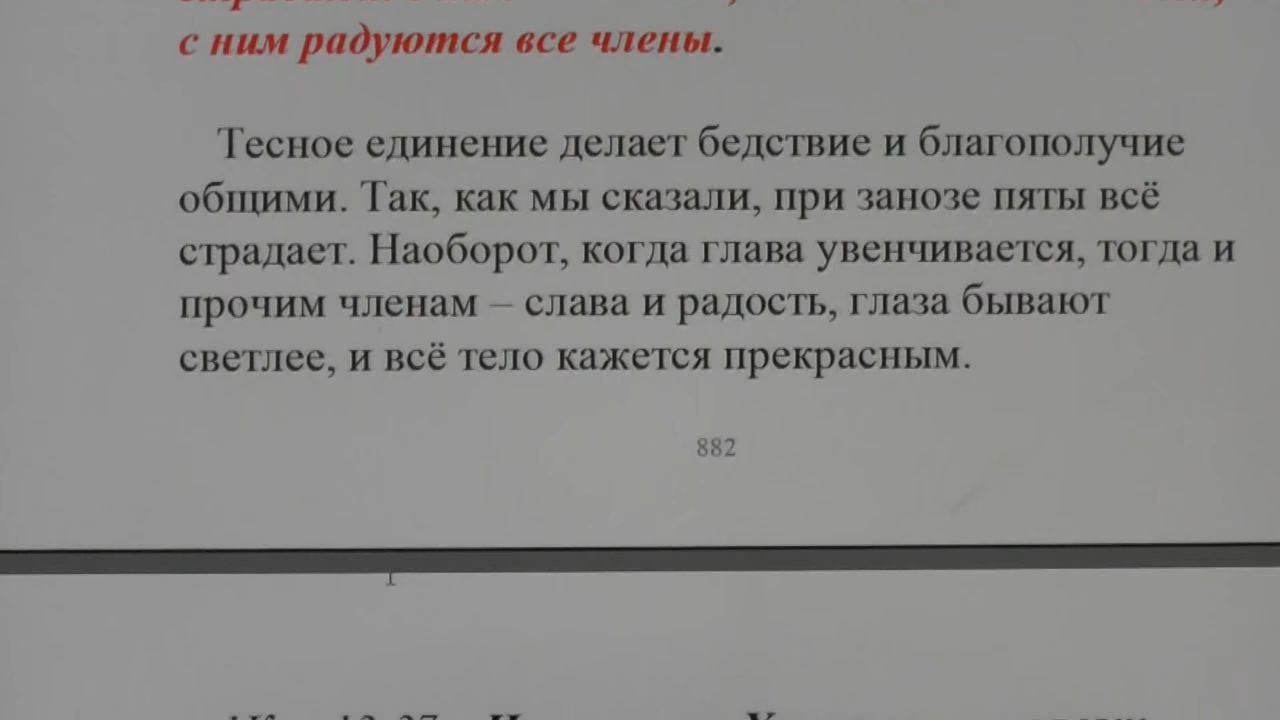 с ним радуются все члены.
Тесное единение делает бедствие и благополучие
общими. Так, как мы сказали, при занозе пяты всё
страдает. Наоборот, когда глава увенчивается, тогда и
прочим членам – слава и радость, глаза бывают
светлее, и всё тело кажется прекрасным.
882